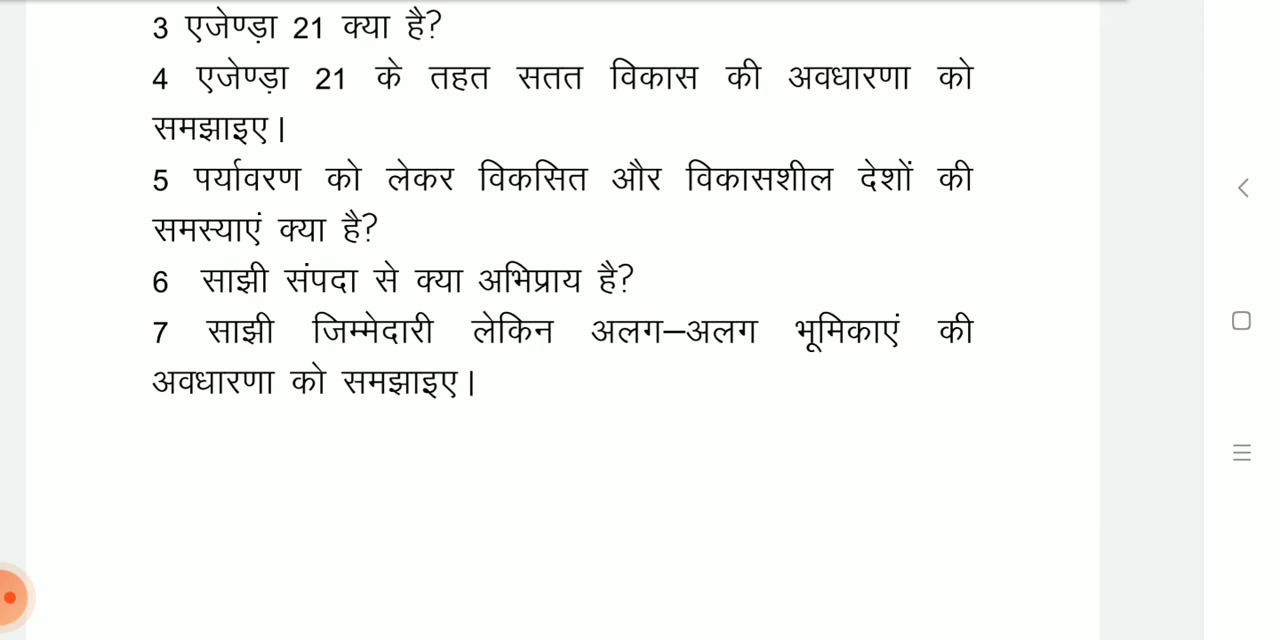 3 एजेण्ड़ा 21 क्या है?
4 एजेण्ड़ा 21 के तहत सतत विकास की अवधारणा को
समझाइए।
5 पर्यावरण को लेकर विकसित और विकासशील देशों की
समस्याएं क्या है?
6 साझी संपदा से क्या अभिप्राय है?
7 साझी जिम्मेदारी लेकिन अलग–अलग भूमिकाएं की
अवधारणा को समझाइए।